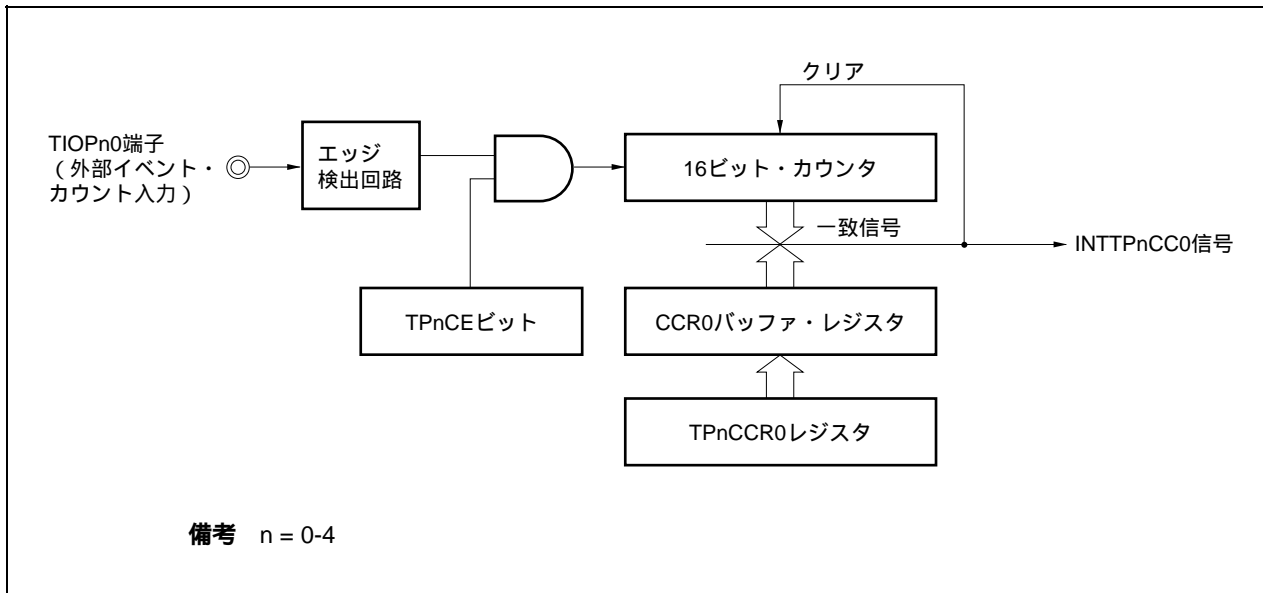 クリア
TIOPn0端子
(外部イベント・
カウント入力)
エッジ
検出回路
16ビット・カウンタ
一致信号
INTTPnCC0信号
TPnCEビット
CCR0バッファ・レジスタ
TPnCCR0レジスタ
備考 n = 0-4